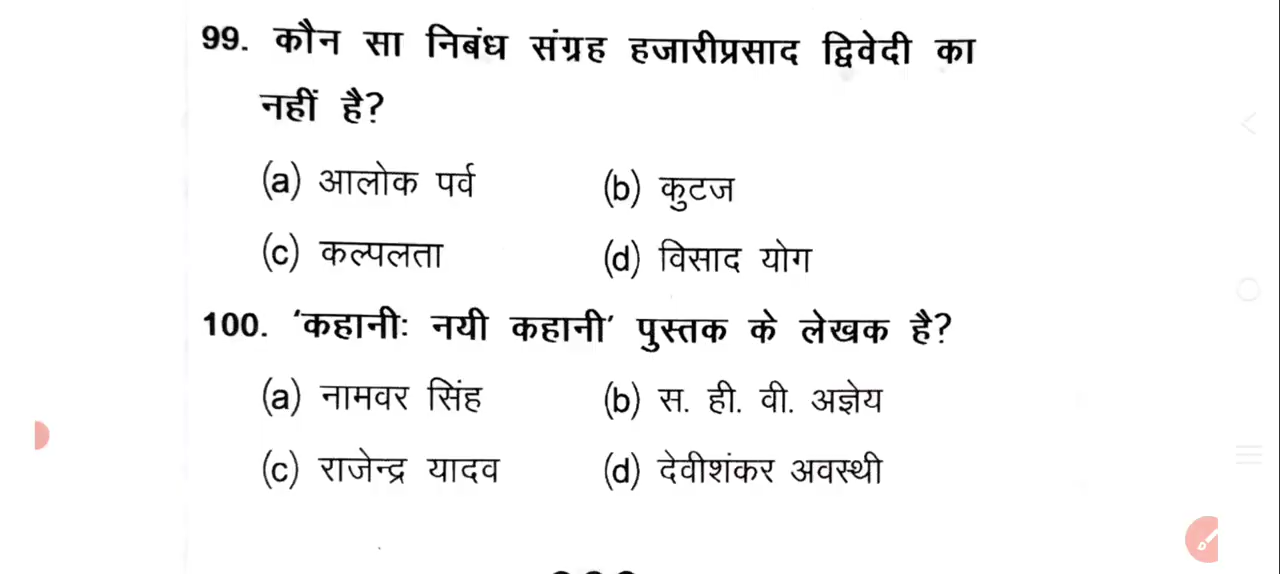 99. कौन सा निबंध संग्रह हजारीप्रसाद द्विवेदी का
नहीं है?
(a) आलोक पर्व (b) कुटज
(c) कल्पलता (d) विसाद योग
100. 'कहानी: नयी कहानी' पुस्तक के लेखक है?
(a) नामवर सिंह (b) स. ही. वी. अज्ञेय
(c) राजेन्द्र यादव (d) देवीशंकर अवस्थी